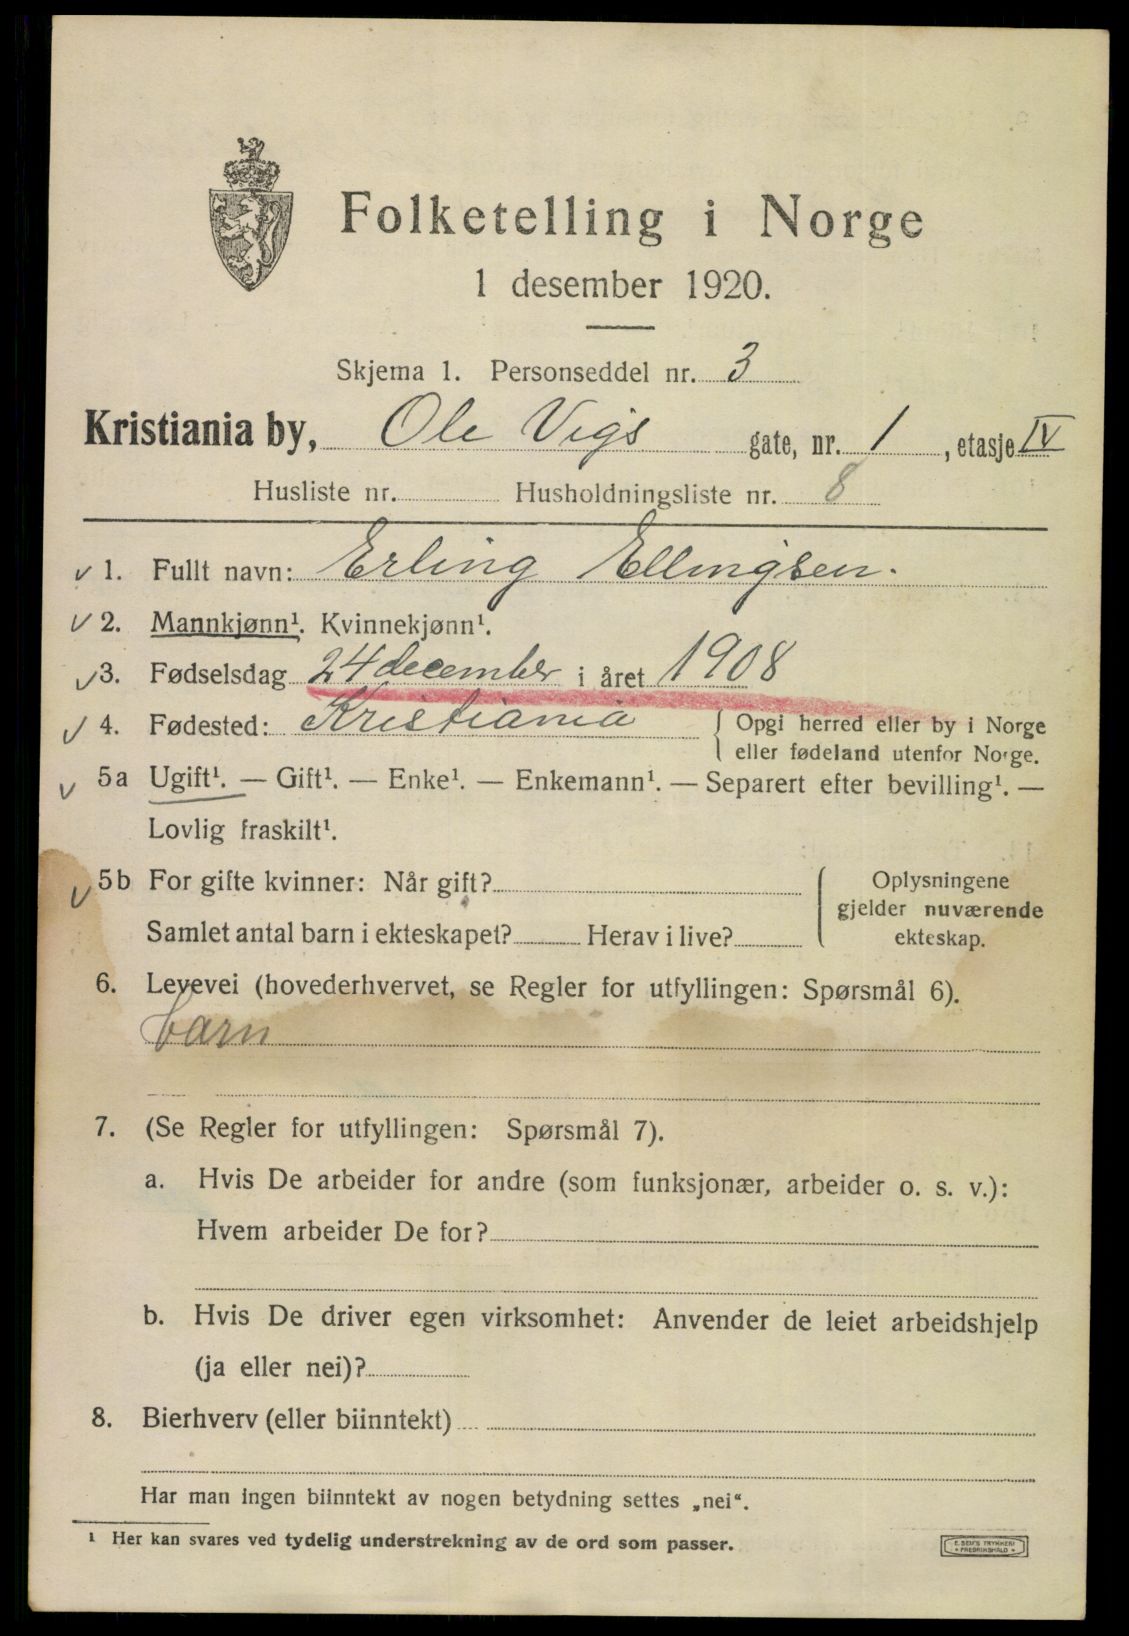 Folketelling i Norge
1 desember 1920.
Skjema 1. Personseddel nr. 3
Kristiania by, Ole Vigs gate, nr. 1, etasje IV
Husliste nr. Husholdningsliste nr. 8
v 1. Fullt navn: Erling Ellingsen.
v 2. Mannkjønn¹. Kvinnekjønn¹.
v 3. Fødselsdag 24 december i året 1908
v 4. Fødested: Kristiania { Opgi herred eller by i Norge
eller fødeland utenfor Norge.
v 5a Ugift¹. — Gift¹. — Enke¹. — Enkemann¹. — Separert efter bevilling¹. —
Lovlig fraskilt¹.
v 5b For gifte kvinner: Når gift? { Oplysningene
gjelder nuværende
Samlet antal barn i ekteskapet? Herav i live? ekteskap.
6. Levevei (hovederhvervet, se Regler for utfyllingen: Spørsmål 6).
barn
7. (Se Regler for utfyllingen: Spørsmål 7).
a. Hvis De arbeider for andre (som funksjonær, arbeider o. s. v.):
Hvem arbeider De for?
b. Hvis De driver egen virksomhet: Anvender de leiet arbeidshjelp
(ja eller nei)?
8. Bierhverv (eller biinntekt)
Har man ingen biinntekt av nogen betydning settes „nei“.
¹ Her kan svares ved tydelig understrekning av de ord som passer.
E. SEM'S TRYKKERI
• FREDRIKSHALD •